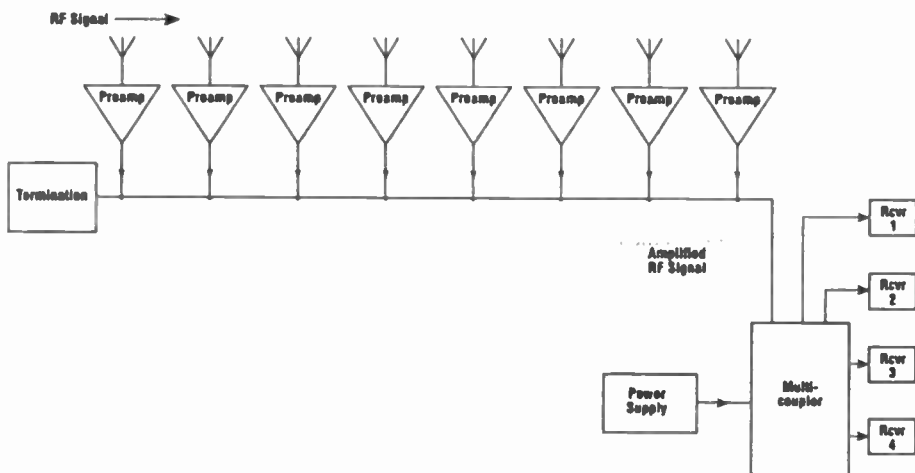 RF Signal
Preamp Preamp Preamp Preamp Preamp Preamp Preamp Preamp
Termination
Rcvr
1
Amplified
RF Signal
Rcvr
2
Rcvr
3
Power
Supply
Multi-
coupler
Rcvr
4